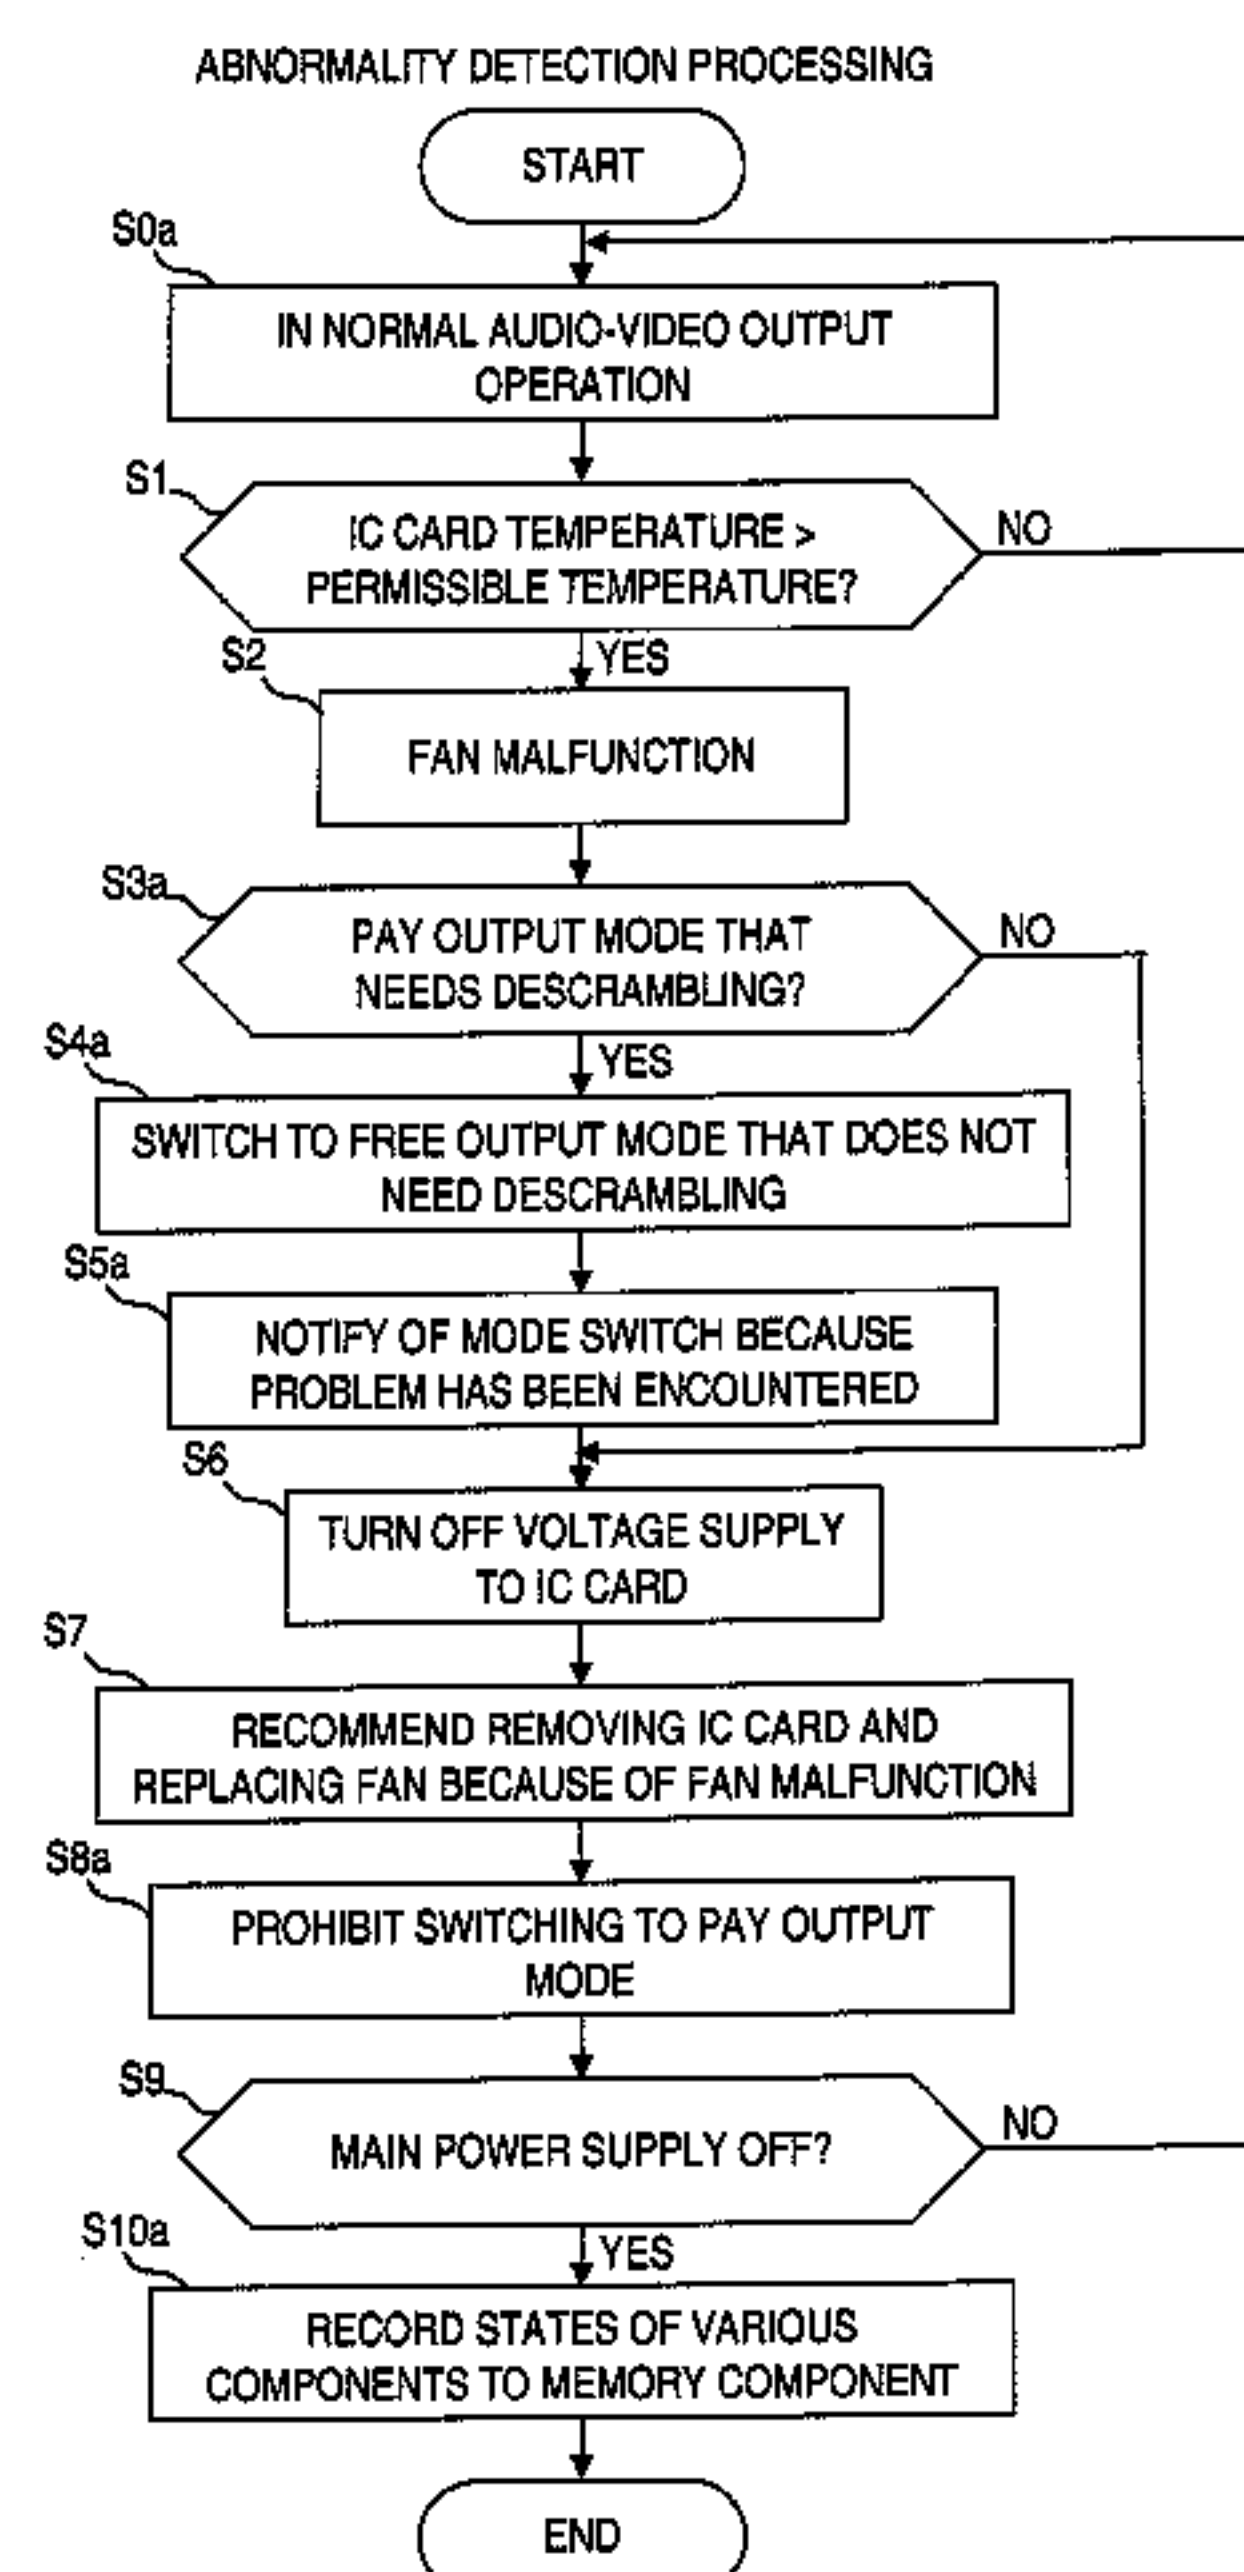 ABNORMALITY DETECTION PROCESSING
START
S0a
IN NORMAL AUDIO-VIDEO OUTPUT
OPERATION
S1
IC CARD TEMPERATURE >
PERMISSIBLE TEMPERATURE?
NO
YES
S2
FAN MALFUNCTION
S3a
PAY OUTPUT MODE THAT
NEEDS DESCRAMBLING?
NO
YES
S4a
SWITCH TO FREE OUTPUT MODE THAT DOES NOT
NEED DESCRAMBLING
S5a
NOTIFY OF MODE SWITCH BECAUSE
PROBLEM HAS BEEN ENCOUNTERED
S6
TURN OFF VOLTAGE SUPPLY
TO IC CARD
S7
RECOMMEND REMOVING IC CARD AND
REPLACING FAN BECAUSE OF FAN MALFUNCTION
S8a
PROHIBIT SWITCHING TO PAY OUTPUT
MODE
S9
MAIN POWER SUPPLY OFF?
NO
YES
S10a
RECORD STATES OF VARIOUS
COMPONENTS TO MEMORY COMPONENT
END